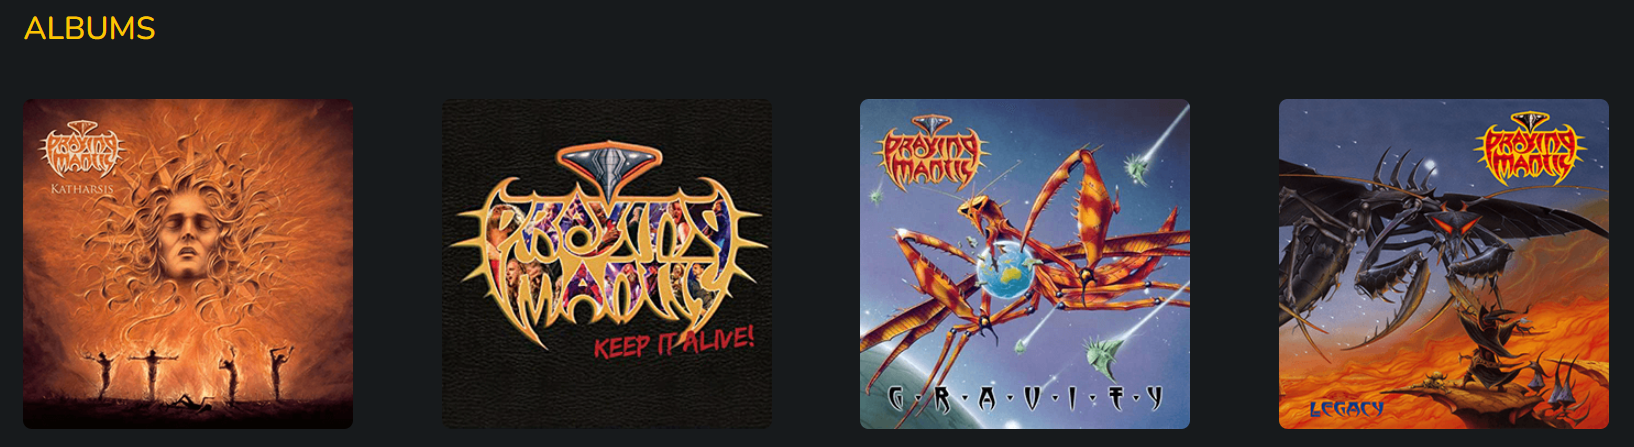 ALBUMS
PRAYING
MANTIS
KATHARSIS
PRAYING
MANTIS
KEEP IT ALIVE!
PRAYING
MANTIS
G·R·A·V·I·T·Y
PRAYING
MANTIS
LEGACY